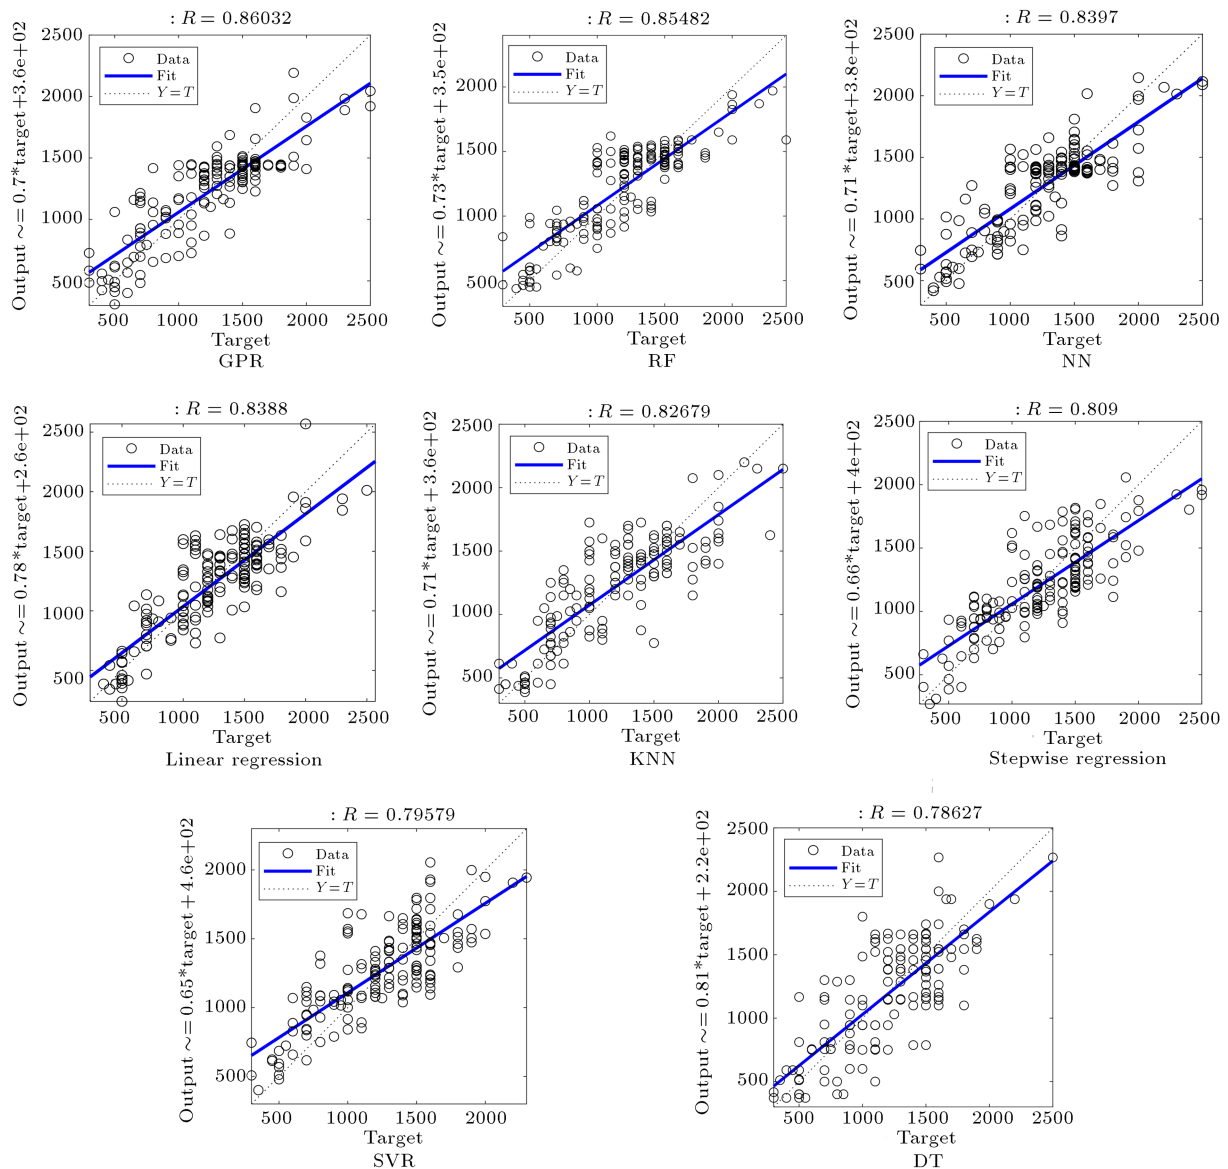 : R = 0.86032
Output ~= 0.7*target+3.6e+02
2500
2000
1500
1000
500
Data
Fit
Y = T
500 1000 1500 2000 2500
Target
GPR
: R = 0.85482
Output ~= 0.73*target + 3.5e+02
2000
1500
1000
500
Data
Fit
Y = T
500 1000 1500 2000 2500
Target
RF
: R = 0.8397
Output ~= 0.71*target+3.8e+02
2500
2000
1500
1000
500
Data
Fit
Y = T
500 1000 1500 2000 2500
Target
NN
: R = 0.8388
Output ~= 0.78*target+2.6e+02
2500
2000
1500
1000
500
Data
Fit
Y = T
500 1000 1500 2000 2500
Target
Linear regression
: R = 0.82679
Output ~= 0.71*target+3.6e+02
2500
2000
1500
1000
500
Data
Fit
Y = T
500 1000 1500 2000 2500
Target
KNN
: R = 0.809
Output ~= 0.66*target + 4e+02
2500
2000
1500
1000
500
Data
Fit
Y = T
500 1000 1500 2000 2500
Target
Stepwise regression
: R = 0.79579
Output ~= 0.65*target + 4.6e+02
2000
1500
1000
500
Data
Fit
Y = T
500 1000 1500 2000
Target
SVR
: R = 0.78627
Output ~= 0.81*target + 2.2e+02
2500
2000
1500
1000
500
Data
Fit
Y = T
500 1000 1500 2000 2500
Target
DT